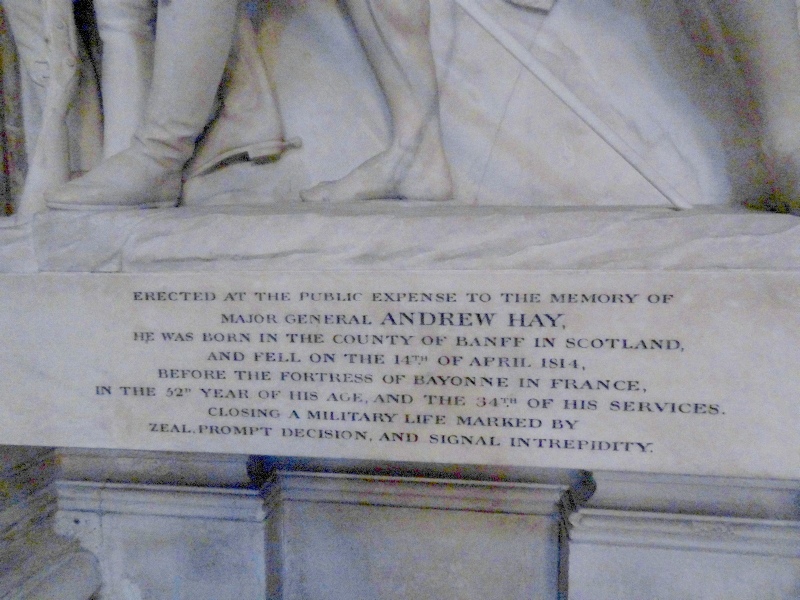 ERECTED AT THE PUBLIC EXPENSE TO THE MEMORY OF
MAJOR GENERAL ANDREW HAY,
HE WAS BORN IN THE COUNTY OF BANFF IN SCOTLAND,
AND FELL ON THE 14TH OF APRIL 1814,
BEFORE THE FORTRESS OF BAYONNE IN FRANCE,
IN THE 52D YEAR OF HIS AGE, AND THE 34TH OF HIS SERVICES.
CLOSING A MILITARY LIFE MARKED BY
ZEAL, PROMPT DECISION, AND SIGNAL INTREPIDITY.